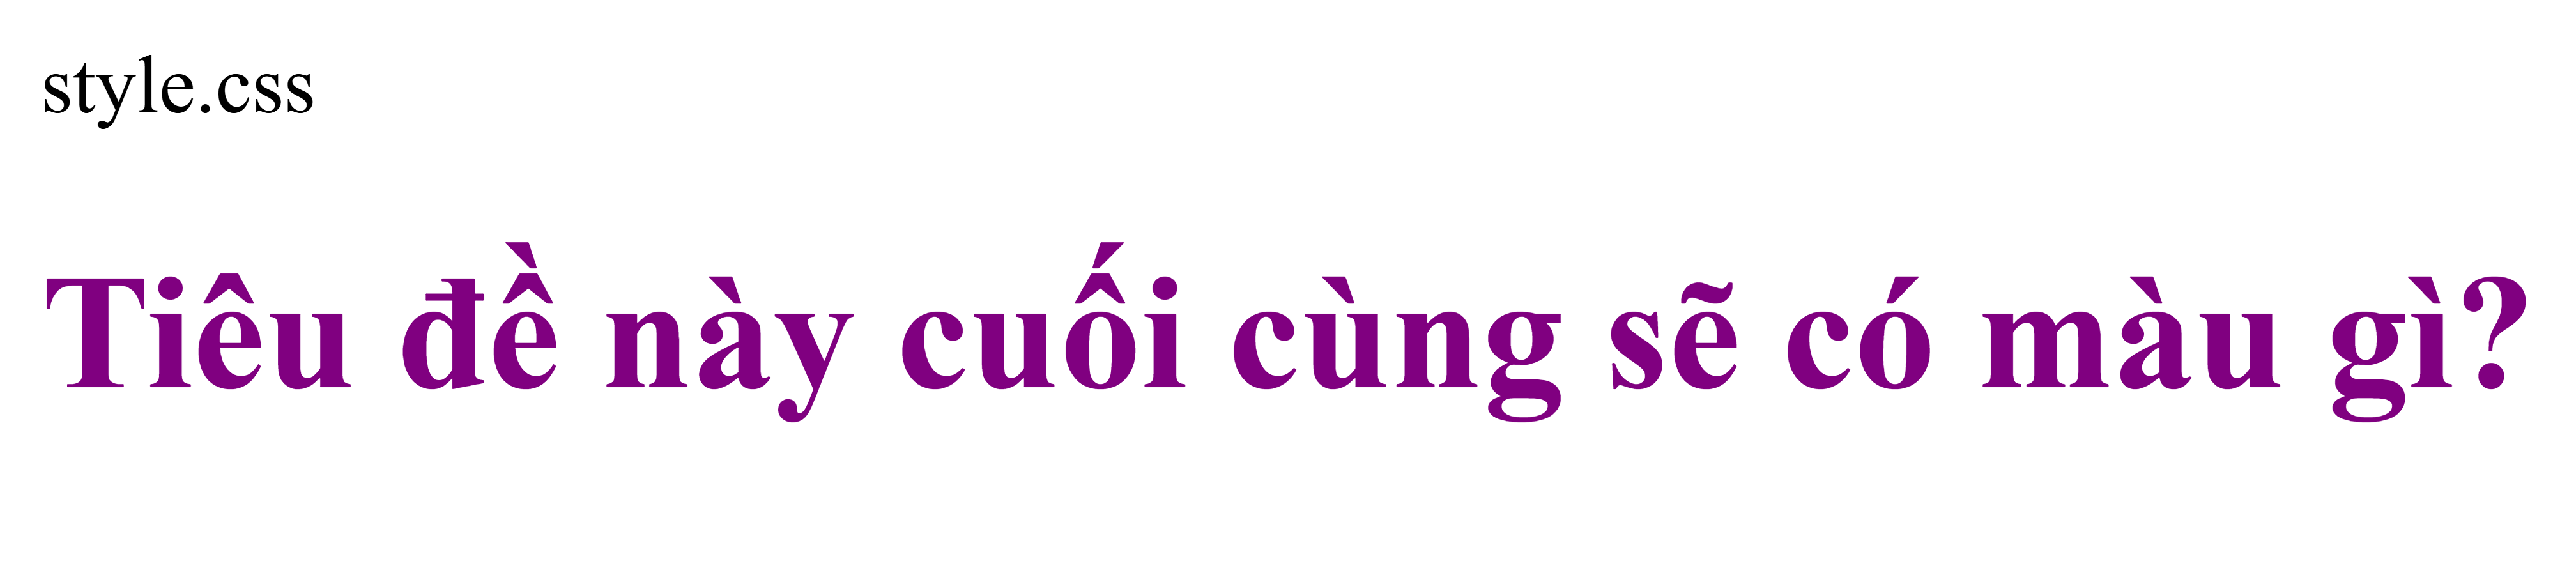 style.css
Tiêu đề này cuối cùng sẽ có màu gì?